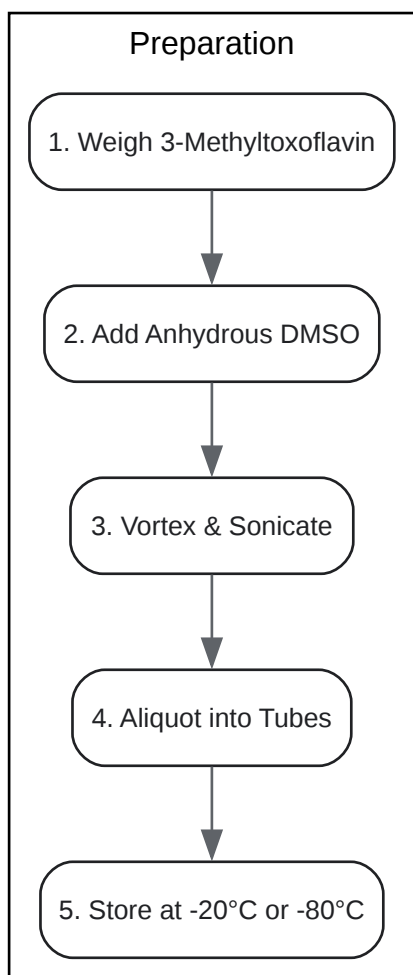 Preparation
1. Weigh 3-Methyltoxoflavin
2. Add Anhydrous DMSO
3. Vortex & Sonicate
4. Aliquot into Tubes
5. Store at -20°C or -80°C